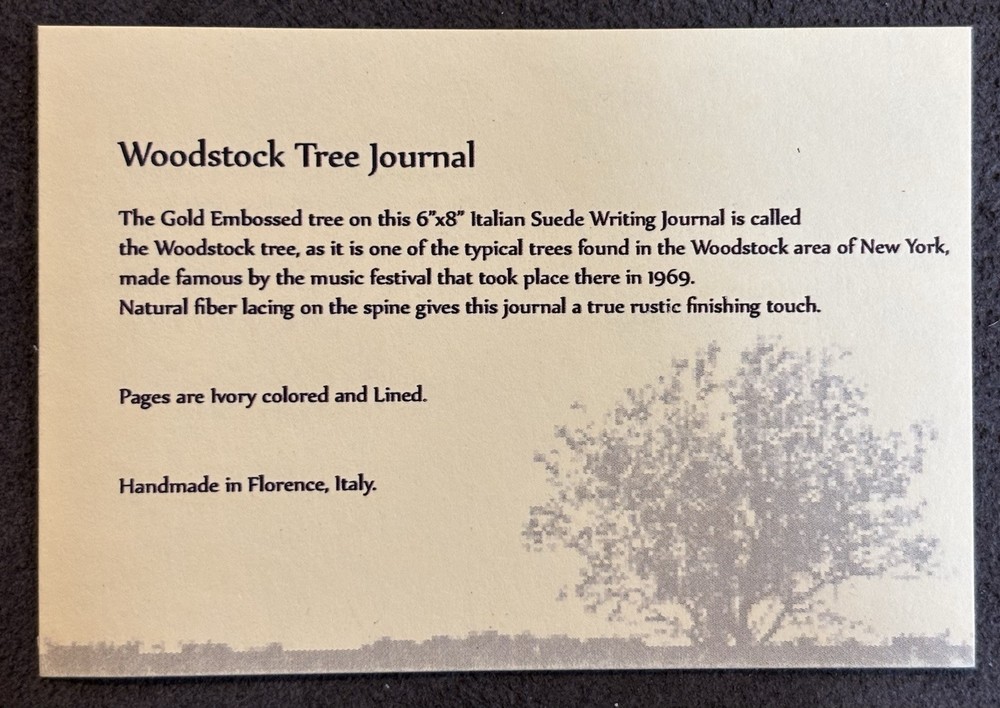 Woodstock Tree Journal
The Gold Embossed tree on this 6"x8" Italian Suede Writing Journal is called
the Woodstock tree, as it is one of the typical trees found in the Woodstock area of New York,
made famous by the music festival that took place there in 1969.
Natural fiber lacing on the spine gives this journal a true rustic finishing touch.
Pages are Ivory colored and Lined.
Handmade in Florence, Italy.